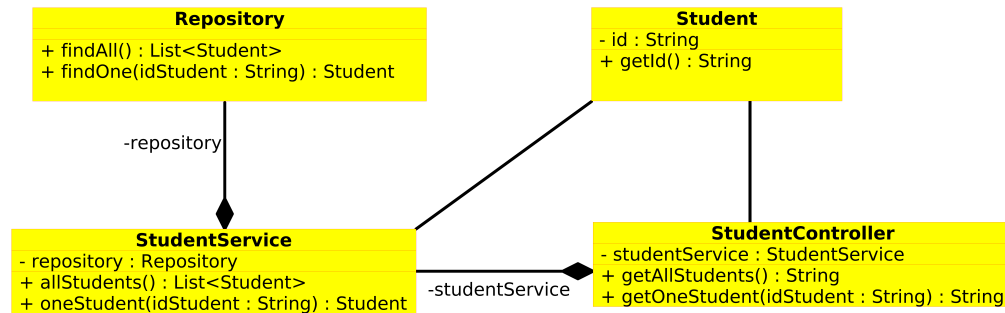 Repository
+ findAll() : List<Student>
+ findOne(idStudent : String) : Student
Student
- id : String
+ getId() : String
-repository
StudentService
- repository : Repository
+ allStudents() : List<Student>
+ oneStudent(idStudent : String) : Student
-studentService
StudentController
- studentService : StudentService
+ getAllStudents() : String
+ getOneStudent(idStudent : String) : String